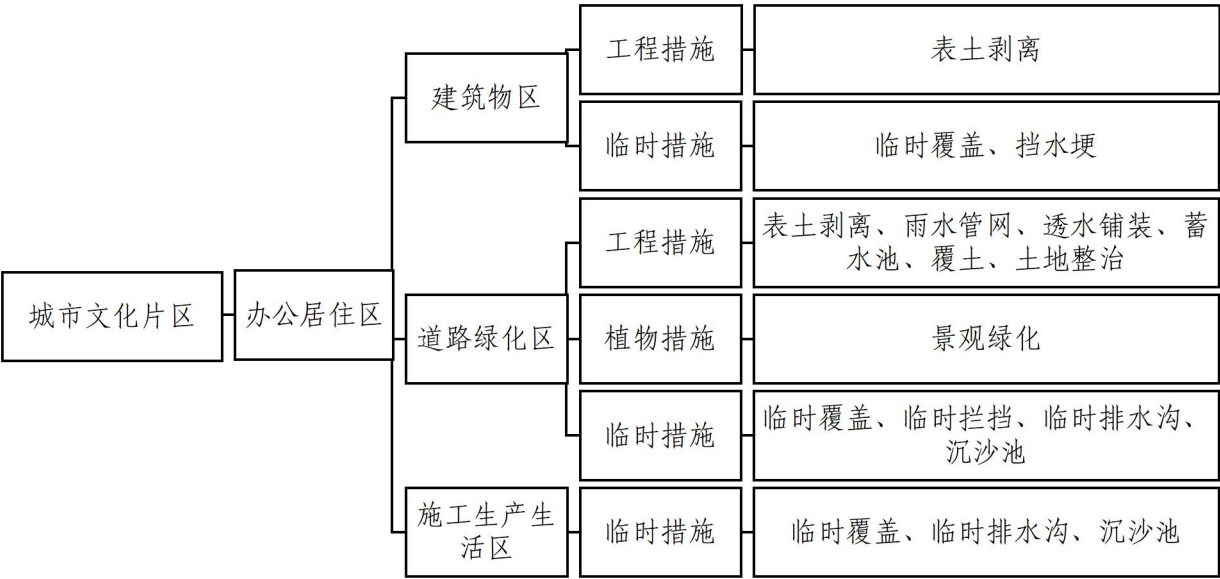 城市文化片区
办公居住区
建筑物区
工程措施
表土剥离
临时措施
临时覆盖、挡水埂
道路绿化区
工程措施
表土剥离、雨水管网、透水铺装、蓄
水池、覆土、土地整治
植物措施
景观绿化
临时措施
临时覆盖、临时拦挡、临时排水沟、
沉沙池
施工生产生
活区
临时措施
临时覆盖、临时排水沟、沉沙池